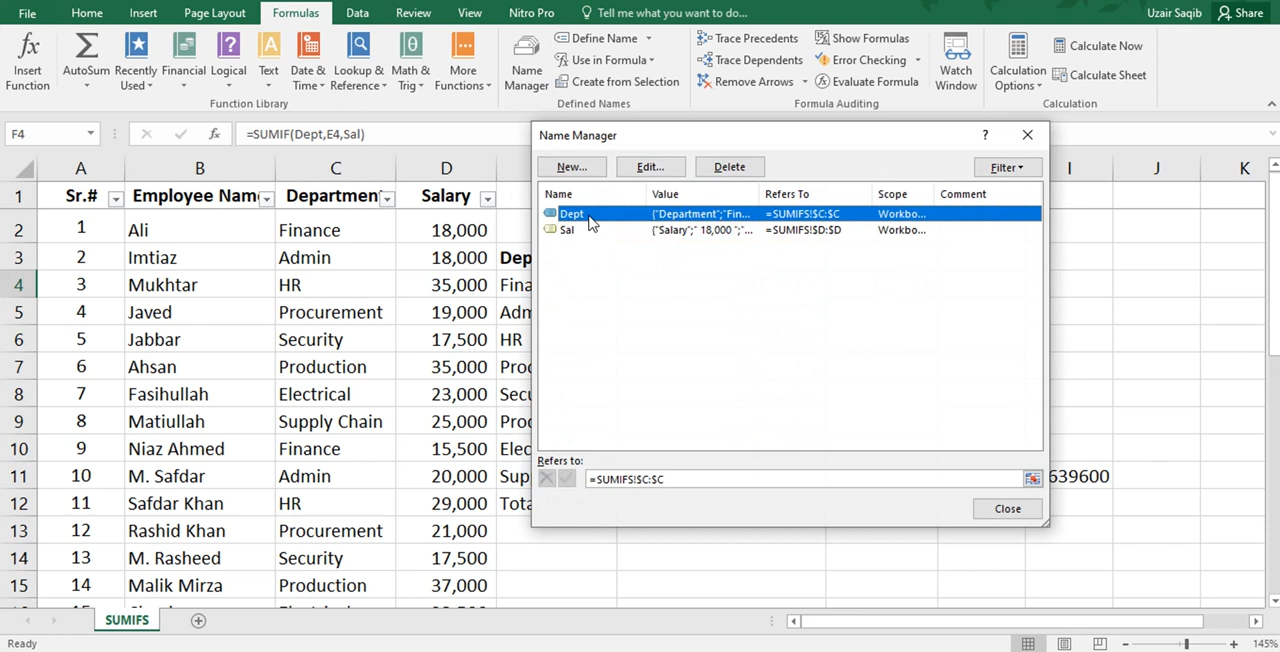 File Home Insert Page Layout Formulas Data Review View Nitro Pro Tell me what you want to do... Uzair Saqib Share
Insert Function
AutoSum
Recently Used
Financial
Logical
Text
Date & Time
Lookup & Reference
Math & Trig
More Functions
Function Library
Name Manager
Define Name
Use in Formula
Create from Selection
Defined Names
Trace Precedents
Trace Dependents
Remove Arrows
Show Formulas
Error Checking
Evaluate Formula
Formula Auditing
Watch Window
Calculation Options
Calculate Now
Calculate Sheet
Calculation
F4 fx =SUMIF(Dept,E4,Sal)
Name Manager ?
New... Edit... Delete Filter
Name Value Refers To Scope Comment
Dept {"Department";"Fin... =SUMIFS!$C:$C Workbo...
Sal {"Salary";" 18,000 ";"... =SUMIFS!$D:$D Workbo...
Refers to:
=SUMIFS!$C:$C
Close
A B C D I J K
1 Sr.# Employee Nam Departmen Salary
2 1 Ali Finance 18,000
3 2 Imtiaz Admin 18,000 Dep
4 3 Mukhtar HR 35,000 Fina
5 4 Javed Procurement 19,000 Adm
6 5 Jabbar Security 17,500 HR
7 6 Ahsan Production 35,000 Proc
8 7 Fasihullah Electrical 23,000 Secu
9 8 Matiullah Supply Chain 25,000 Proc
10 9 Niaz Ahmed Finance 15,500 Elec
11 10 M. Safdar Admin 20,000 Sup 639600
12 11 Safdar Khan HR 29,000 Tota
13 12 Rashid Khan Procurement 21,000
14 13 M. Rasheed Security 17,500
15 14 Malik Mirza Production 37,000
SUMIFS
Ready 145%